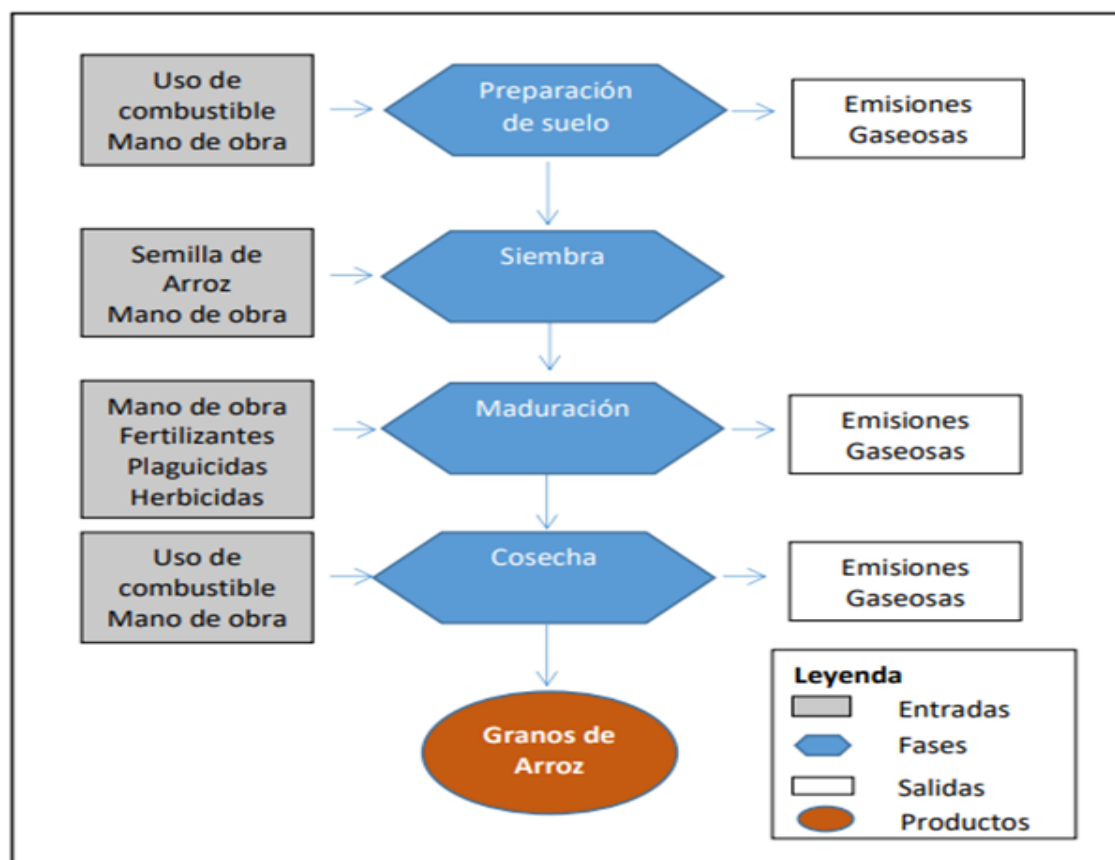 Uso de
combustible
Mano de obra
Preparación
de suelo
Emisiones
Gaseosas
Semilla de
Arroz
Mano de obra
Siembra
Mano de obra
Fertilizantes
Plaguicidas
Herbicidas
Maduración
Emisiones
Gaseosas
Uso de
combustible
Mano de obra
Cosecha
Emisiones
Gaseosas
Granos de
Arroz
Leyenda
Entradas
Fases
Salidas
Productos